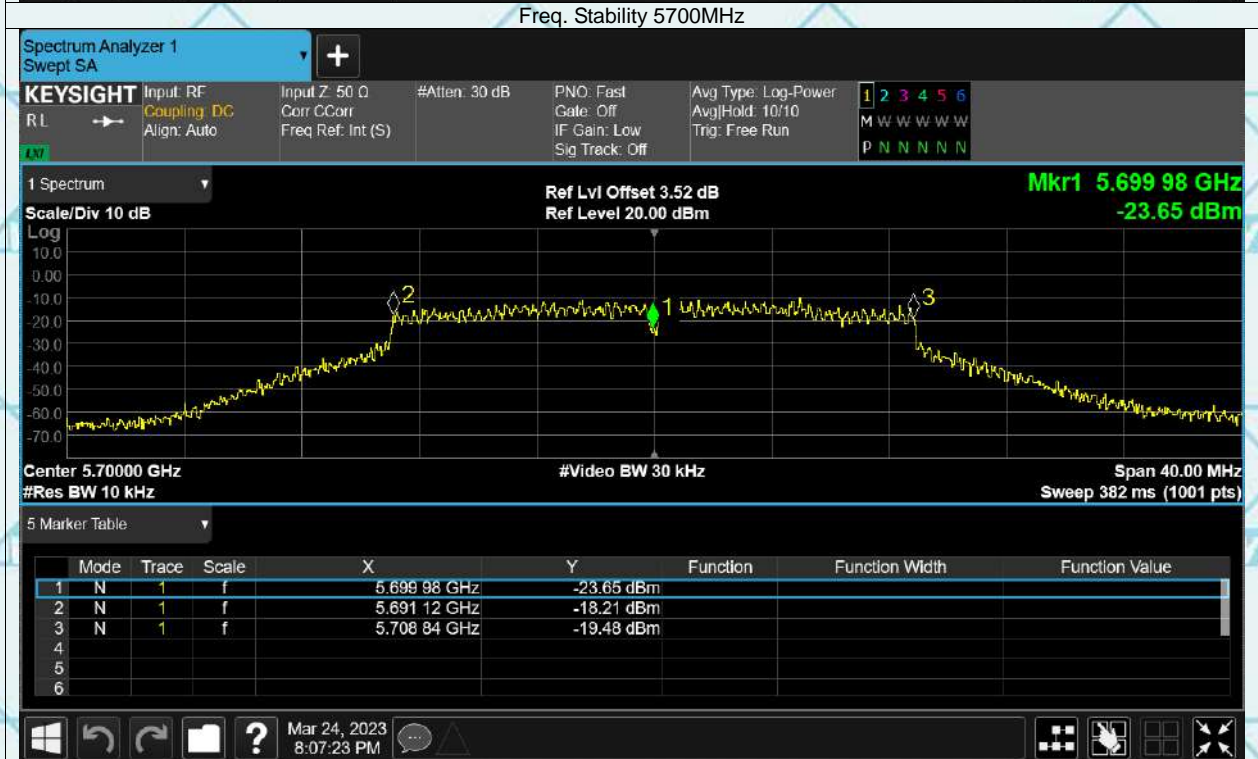 Freq. Stability 5700MHz
Spectrum Analyzer 1
Swept SA
+
KEYSIGHT
RL
LXI
Input: RF
Coupling: DC
Align: Auto
Input Z: 50 Ω
Corr CCorr
Freq Ref: Int (S)
#Atten: 30 dB
PNO: Fast
Gate: Off
IF Gain: Low
Sig Track: Off
Avg Type: Log-Power
Avg|Hold: 10/10
Trig: Free Run
1 2 3 4 5 6
M W W W W W
P N N N N N
1 Spectrum
Scale/Div 10 dB
Ref Lvl Offset 3.52 dB
Ref Level 20.00 dBm
Mkr1 5.699 98 GHz
-23.65 dBm
Log
10.0
0.00
-10.0
-20.0
-30.0
-40.0
-50.0
-60.0
-70.0
2
1
3
Center 5.70000 GHz
#Res BW 10 kHz
#Video BW 30 kHz
Span 40.00 MHz
Sweep 382 ms (1001 pts)
5 Marker Table
Mode Trace Scale X Y Function Function Width Function Value
1 N 1 f 5.699 98 GHz -23.65 dBm
2 N 1 f 5.691 12 GHz -18.21 dBm
3 N 1 f 5.708 84 GHz -19.48 dBm
4
5
6
?
Mar 24, 2023
8:07:23 PM